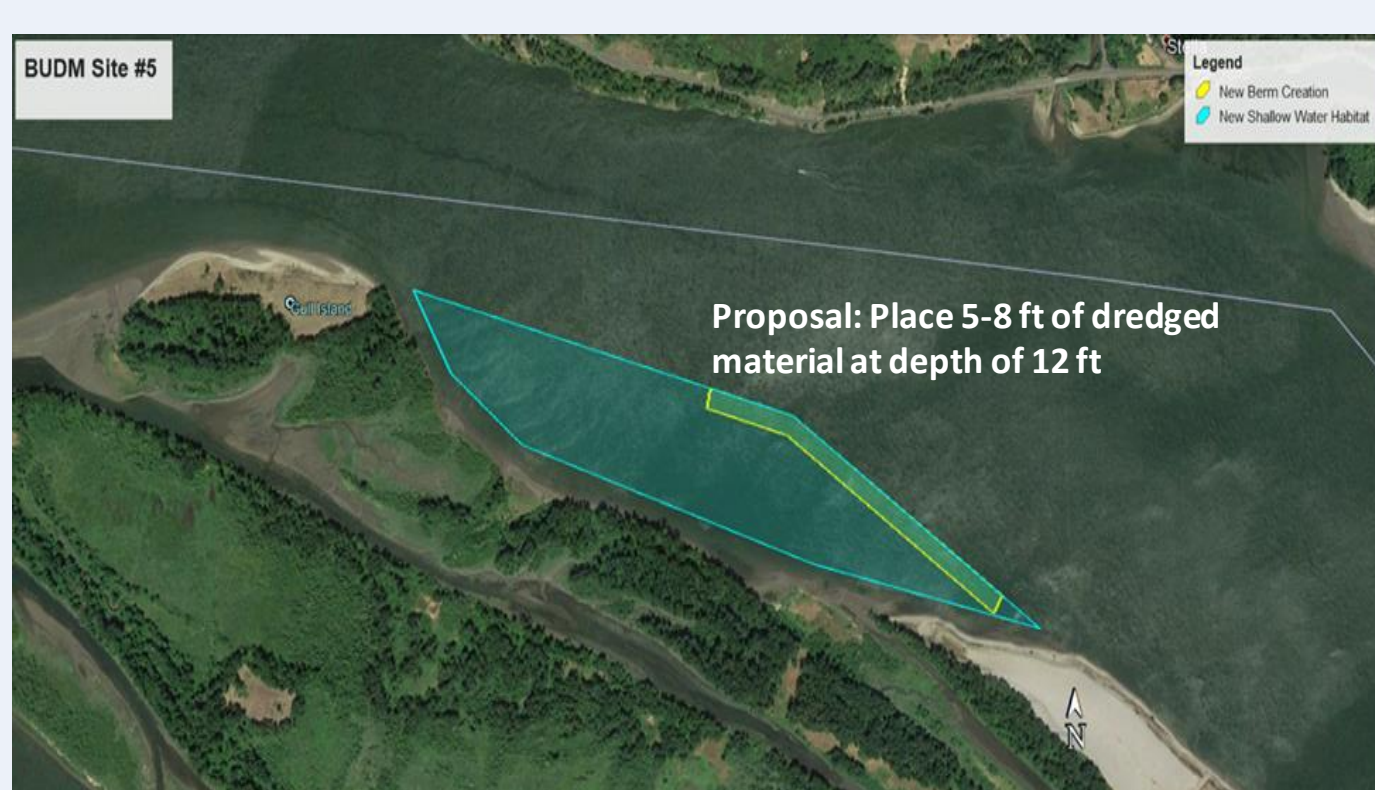 BUDM Site #5
Legend
New Berm Creation
New Shallow Water Habitat
Gull Island
Proposal: Place 5-8 ft of dredged
material at depth of 12 ft
N